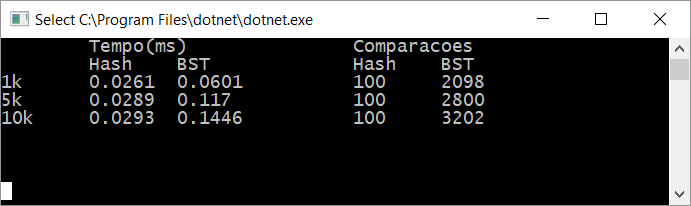 Select C:\Program Files\dotnet\dotnet.exe
Tempo(ms) Comparacoes
Hash BST Hash BST
1k 0.0261 0.0601 100 2098
5k 0.0289 0.117 100 2800
10k 0.0293 0.1446 100 3202